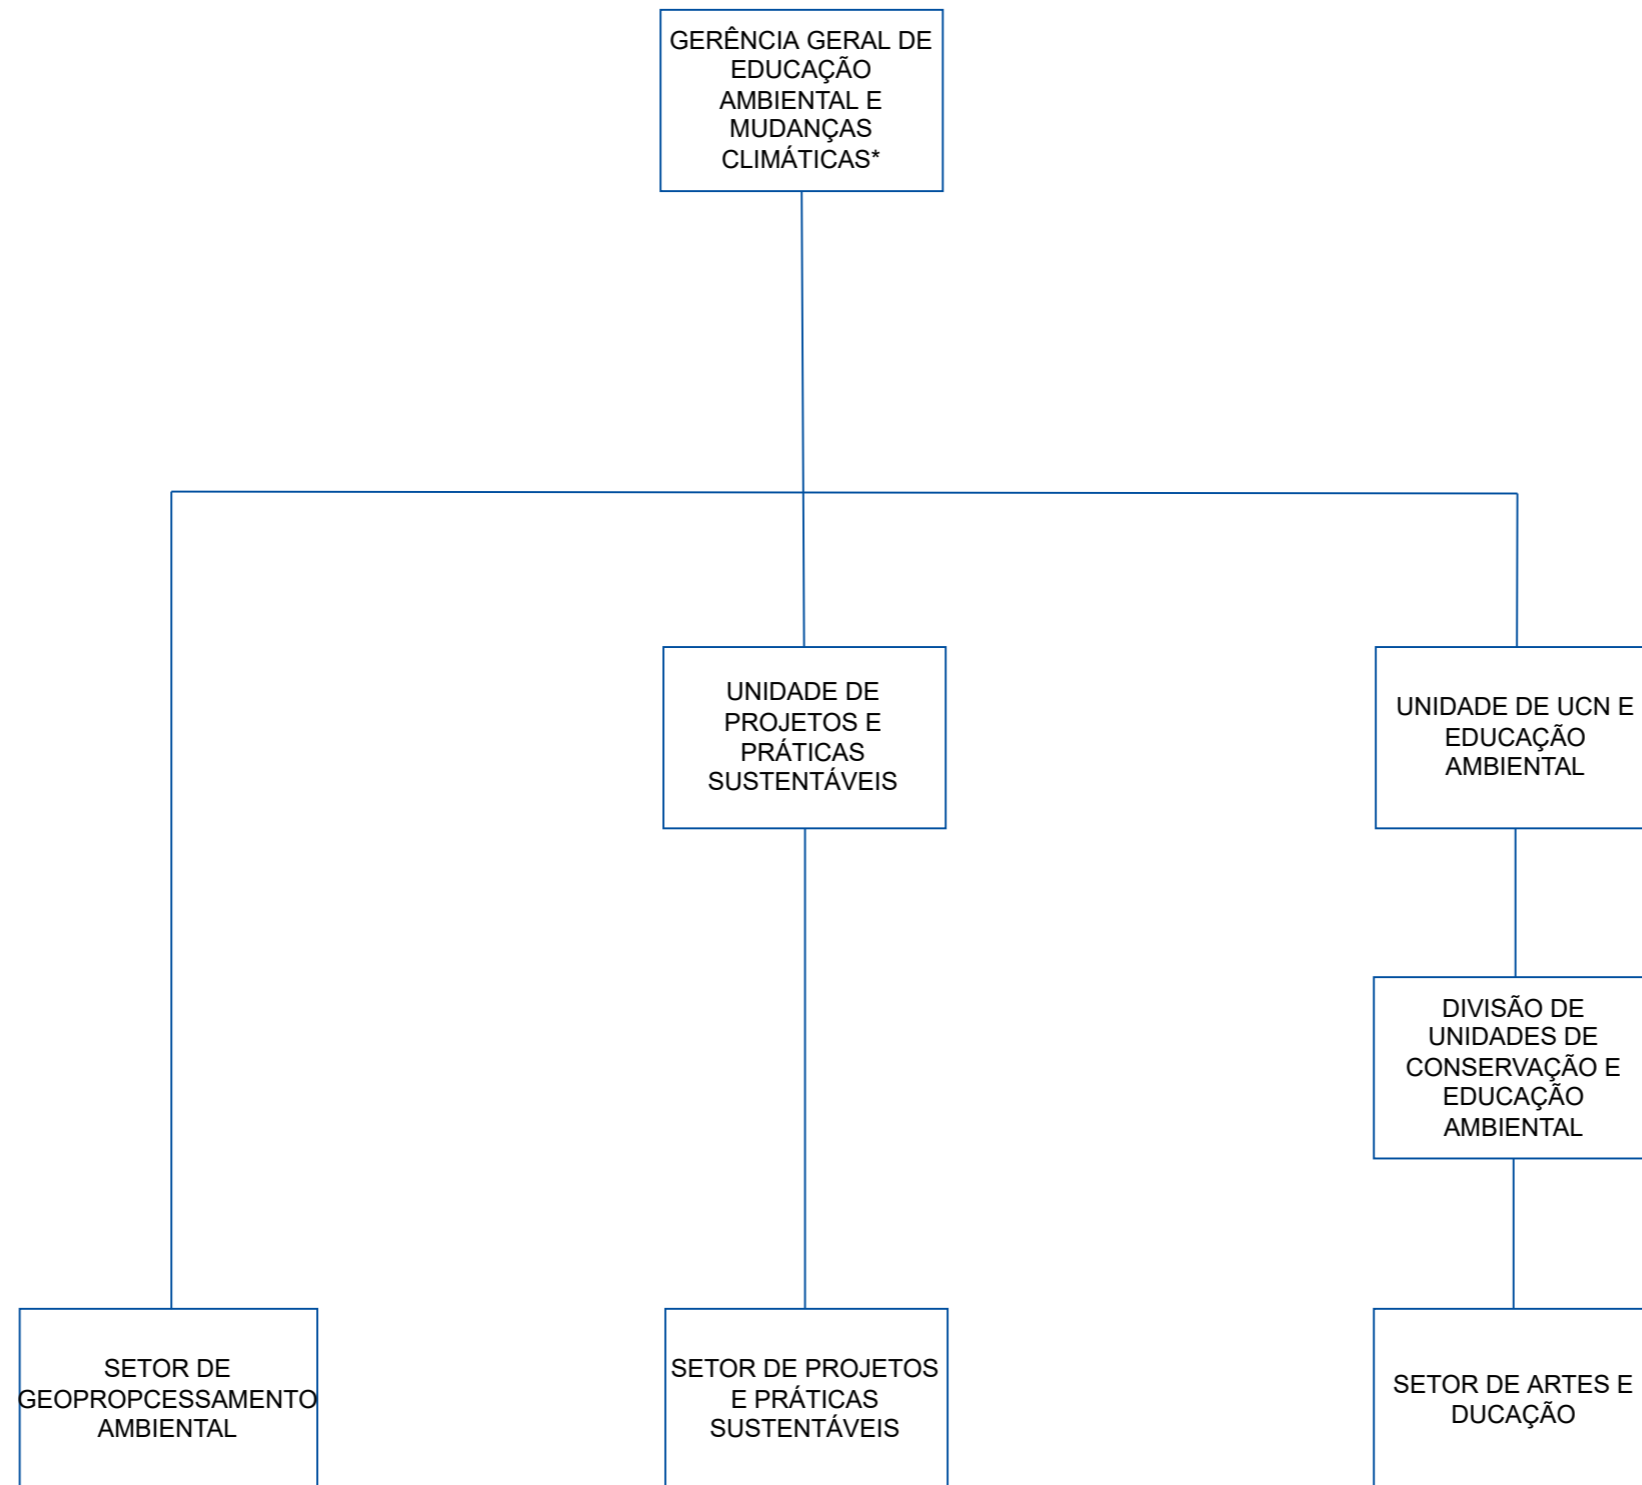 GERÊNCIA GERAL DE
EDUCAÇÃO
AMBIENTAL E
MUDANÇAS
CLIMÁTICAS*
UNIDADE DE
PROJETOS E
PRÁTICAS
SUSTENTÁVEIS
UNIDADE DE UCN E
EDUCAÇÃO
AMBIENTAL
DIVISÃO DE
UNIDADES DE
CONSERVAÇÃO E
EDUCAÇÃO
AMBIENTAL
SETOR DE
GEOPROPCESSAMENTO
AMBIENTAL
SETOR DE PROJETOS
E PRÁTICAS
SUSTENTÁVEIS
SETOR DE ARTES E
DUCAÇÃO